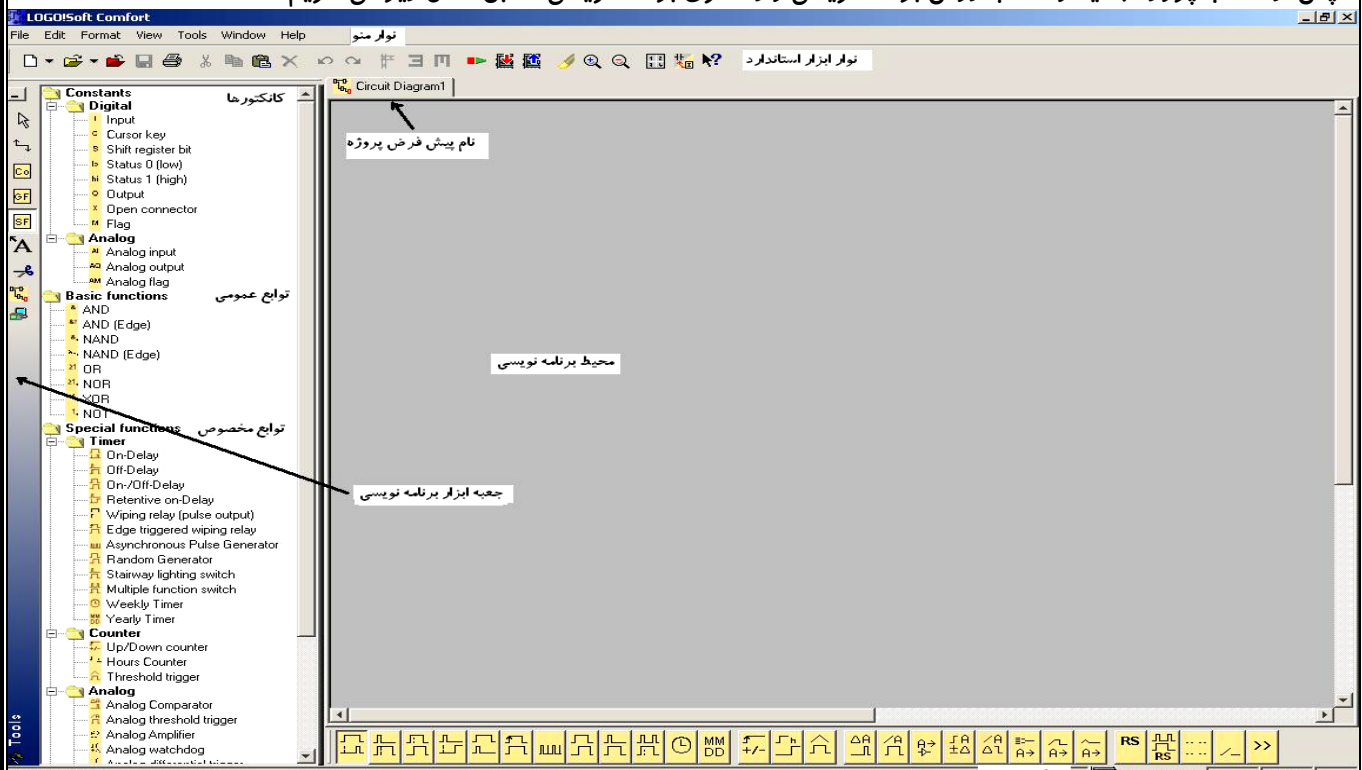 LOGO!Soft Comfort
File Edit Format View Tools Window Help
نوار منو
نوار ابزار استاندارد
Circuit Diagram1
نام پیش فرض پروژه
Constants
کانکتورها
Digital
Input
Cursor key
Shift register bit
Status 0 (low)
Status 1 (high)
Output
Open connector
Flag
Analog
Analog input
Analog output
Analog flag
Basic functions
توابع عمومی
AND
AND (Edge)
NAND
NAND (Edge)
OR
NOR
XOR
NOT
محیط برنامه نویسی
Special functions
توابع مخصوص
Timer
On-Delay
Off-Delay
On-/Off-Delay
Retentive on-Delay
Wiping relay (pulse output)
Edge triggered wiping relay
Asynchronous Pulse Generator
Random Generator
Stairway lighting switch
Multiple function switch
Weekly Timer
Yearly Timer
جعبه ابزار برنامه نویسی
Counter
Up/Down counter
Hours Counter
Threshold trigger
Analog
Analog Comparator
Analog threshold trigger
Analog Amplifier
Analog watchdog
Co
GF
SF
A
Tools
MM
DD
+/-
RS
RS
>>